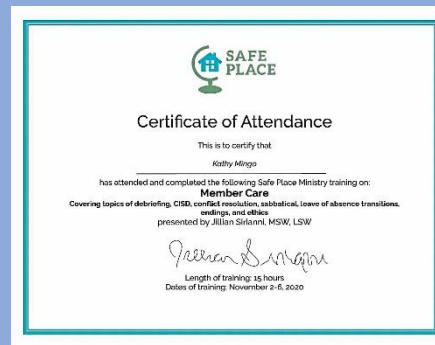 SAFE
PLACE
Certificate of Attendance
This is to certify that
Kathy Mingo
has attended and completed the following Safe Place Ministry training on:
Member Care
Covering topics of debriefing, CISD, conflict resolution, sabbatical, leave of absence transitions,
endings, and ethics
presented by Jillian Sirianni, MSW, LSW
Length of training: 15 hours
Dates of training: November 2-6, 2020